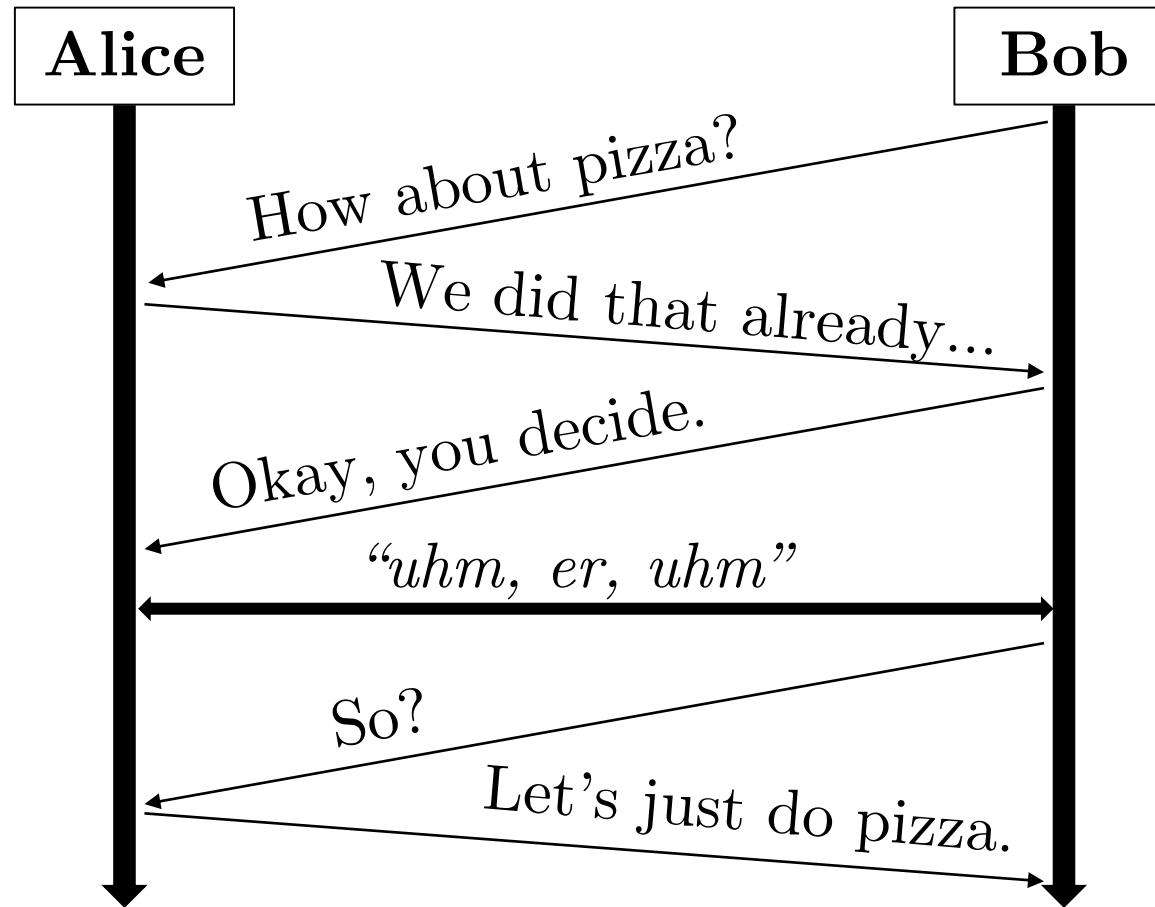 Alice
Bob
How about pizza?
We did that already...
Okay, you decide.
“uhm, er, uhm”
So?
Let’s just do pizza.